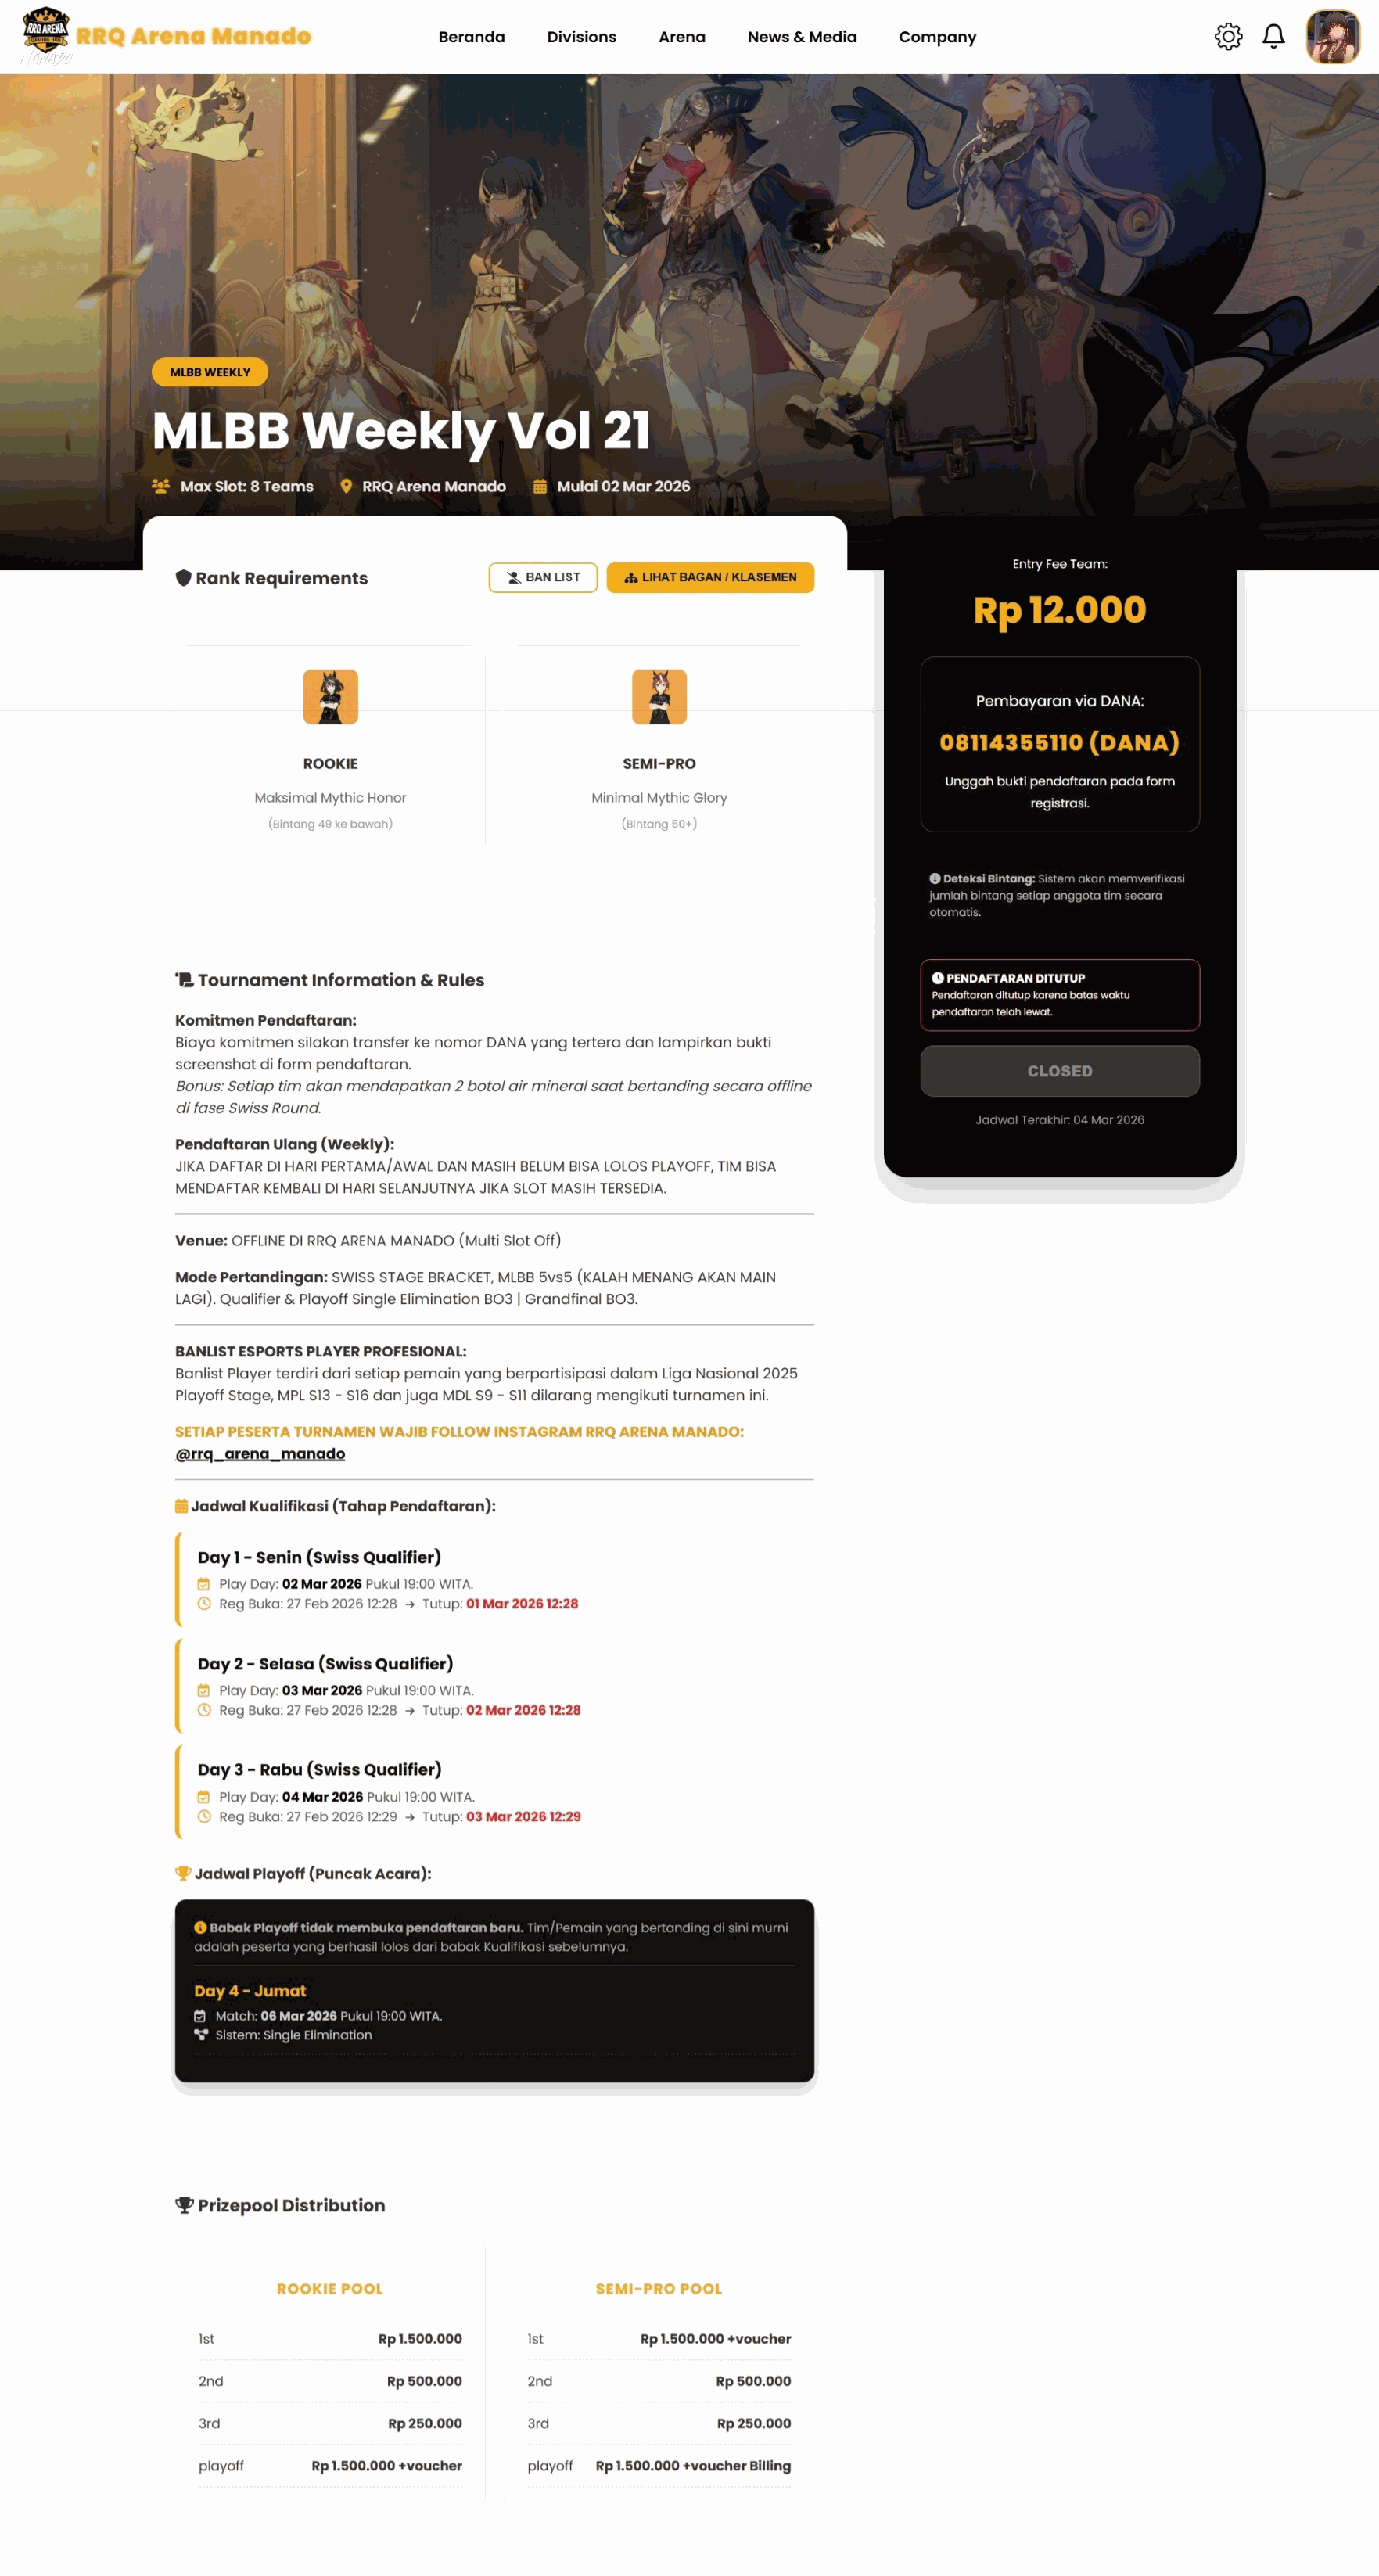 RRQ ARENA
GAMING HUB
Manado
RRQ Arena Manado
Beranda
Divisions
Arena
News & Media
Company
MLBB WEEKLY
MLBB Weekly Vol 21
Max Slot: 8 Teams
RRQ Arena Manado
Mulai 02 Mar 2026
Rank Requirements
BAN LIST
LIHAT BAGAN / KLASEMEN
ROOKIE
Maksimal Mythic Honor
(Bintang 49 ke bawah)
SEMI-PRO
Minimal Mythic Glory
(Bintang 50+)
Entry Fee Team:
Rp 12.000
Pembayaran via DANA:
08114355110 (DANA)
Unggah bukti pendaftaran pada form
registrasi.
Deteksi Bintang: Sistem akan memverifikasi
jumlah bintang setiap anggota tim secara
otomatis.
PENDAFTARAN DITUTUP
Pendaftaran ditutup karena batas waktu
pendaftaran telah lewat.
CLOSED
Jadwal Terakhir: 04 Mar 2026
Tournament Information & Rules
Komitmen Pendaftaran:
Biaya komitmen silakan transfer ke nomor DANA yang tertera dan lampirkan bukti
screenshot di form pendaftaran.
Bonus: Setiap tim akan mendapatkan 2 botol air mineral saat bertanding secara offline
di fase Swiss Round.
Pendaftaran Ulang (Weekly):
JIKA DAFTAR DI HARI PERTAMA/AWAL DAN MASIH BELUM BISA LOLOS PLAYOFF, TIM BISA
MENDAFTAR KEMBALI DI HARI SELANJUTNYA JIKA SLOT MASIH TERSEDIA.
Venue: OFFLINE DI RRQ ARENA MANADO (Multi Slot Off)
Mode Pertandingan: SWISS STAGE BRACKET, MLBB 5vs5 (KALAH MENANG AKAN MAIN
LAGI). Qualifier & Playoff Single Elimination BO3 | Grandfinal BO3.
BANLIST ESPORTS PLAYER PROFESIONAL:
Banlist Player terdiri dari setiap pemain yang berpartisipasi dalam Liga Nasional 2025
Playoff Stage, MPL S13 - S16 dan juga MDL S9 - S11 dilarang mengikuti turnamen ini.
SETIAP PESERTA TURNAMEN WAJIB FOLLOW INSTAGRAM RRQ ARENA MANADO:
@rrq_arena_manado
Jadwal Kualifikasi (Tahap Pendaftaran):
Day 1 - Senin (Swiss Qualifier)
Play Day: 02 Mar 2026 Pukul 19:00 WITA.
Reg Buka: 27 Feb 2026 12:28 → Tutup: 01 Mar 2026 12:28
Day 2 - Selasa (Swiss Qualifier)
Play Day: 03 Mar 2026 Pukul 19:00 WITA.
Reg Buka: 27 Feb 2026 12:28 → Tutup: 02 Mar 2026 12:28
Day 3 - Rabu (Swiss Qualifier)
Play Day: 04 Mar 2026 Pukul 19:00 WITA.
Reg Buka: 27 Feb 2026 12:29 → Tutup: 03 Mar 2026 12:29
Jadwal Playoff (Puncak Acara):
Babak Playoff tidak membuka pendaftaran baru. Tim/Pemain yang bertanding di sini murni
adalah peserta yang berhasil lolos dari babak Kualifikasi sebelumnya.
Day 4 - Jumat
Match: 06 Mar 2026 Pukul 19:00 WITA.
Sistem: Single Elimination
Prizepool Distribution
ROOKIE POOL
1st Rp 1.500.000
2nd Rp 500.000
3rd Rp 250.000
playoff Rp 1.500.000 +voucher
SEMI-PRO POOL
1st Rp 1.500.000 +voucher
2nd Rp 500.000
3rd Rp 250.000
playoff Rp 1.500.000 +voucher Billing